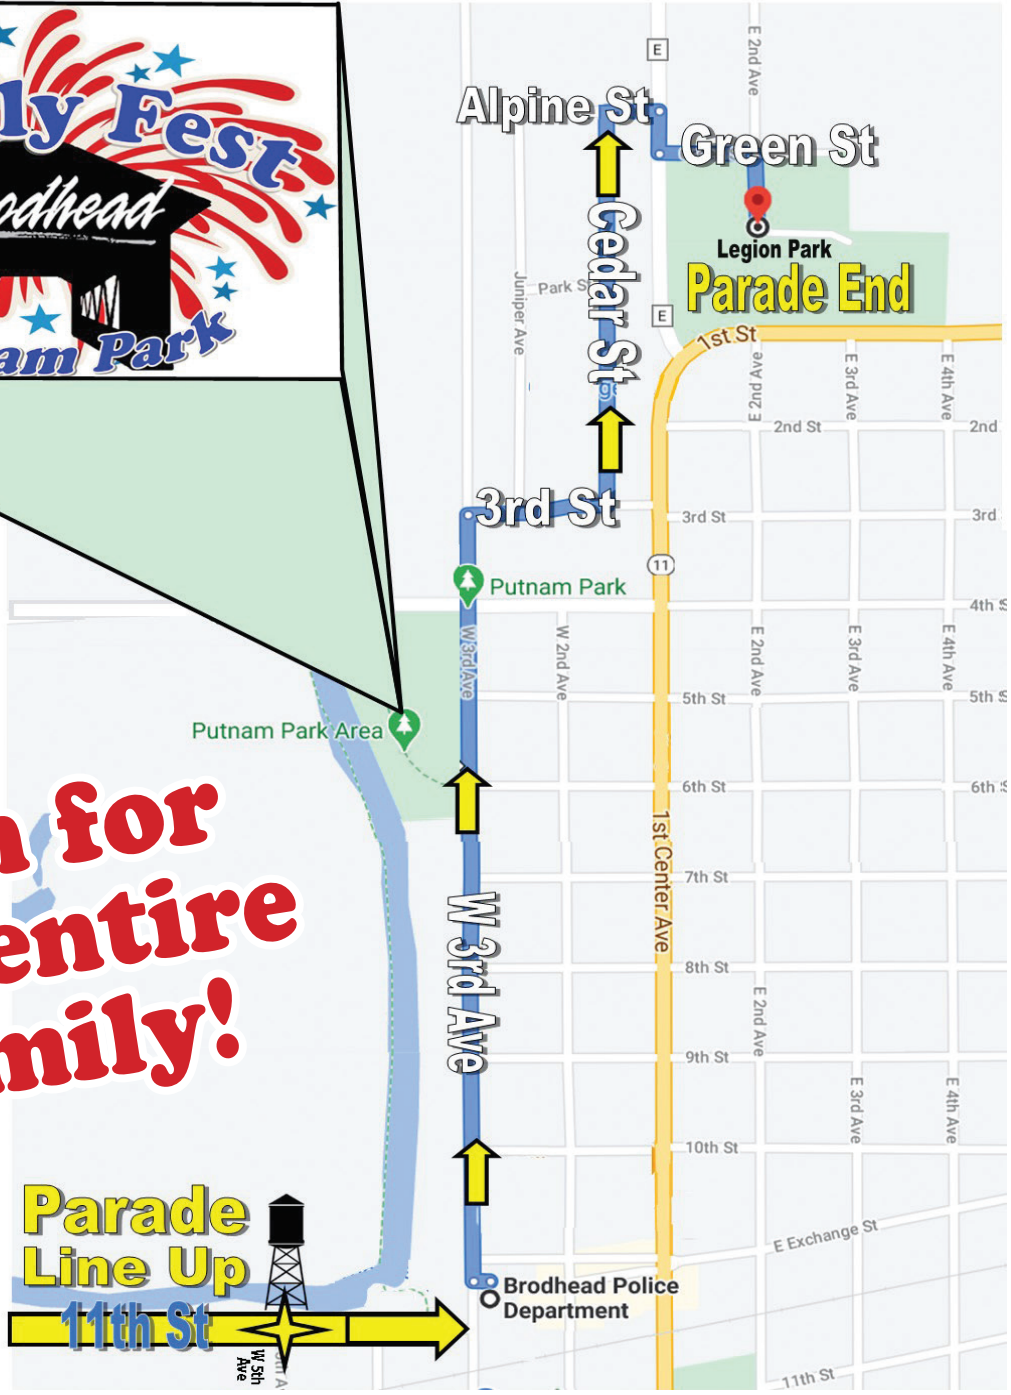 ly Fest
odhead
am Park
n for
entire
mily!
Alpine St
Green St
Cedar St
3rd St
W 3rd Ave
Legion Park
Parade End
Parade
Line Up
11th St
W 5th
Ave
Brodhead Police
Department
Putnam Park
Putnam Park Area
E
E
11
E 2nd Ave
Juniper Ave
Park S
1st St
E 2nd Ave
E 3rd Ave
E 4th Ave
2nd St
2nd
3rd St
3rd
4th S
W 3rd Ave
W 2nd Ave
E 2nd Ave
E 3rd Ave
E 4th Ave
5th St
5th S
6th St
6th S
1st Center Ave
7th St
8th St
E 2nd Ave
9th St
E 3rd Ave
E 4th Ave
10th St
E Exchange St
11th St